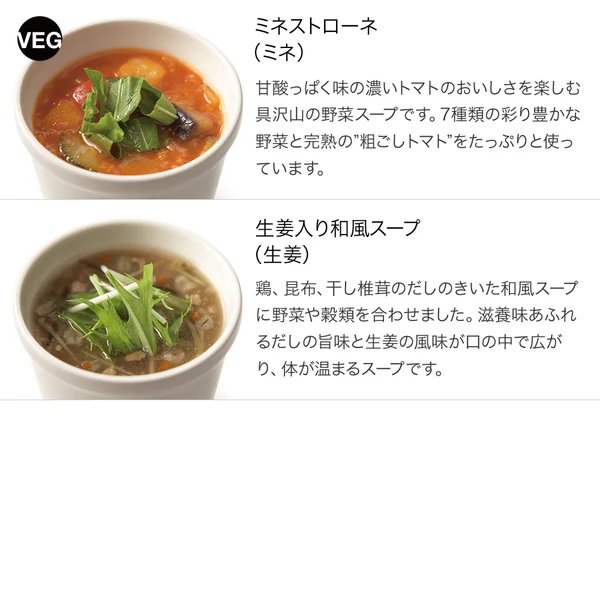 VEG
ミネストローネ
（ミネ）
甘酸っぱく味の濃いトマトのおいしさを楽しむ
具沢山の野菜スープです。7種類の彩り豊かな
野菜と完熟の”粗ごしトマト”をたっぷりと使っ
ています。
生姜入り和風スープ
（生姜）
鶏、昆布、干し椎茸のだしのきいた和風スープ
に野菜や穀類を合わせました。滋養味あふれ
るだしの旨味と生姜の風味が口の中で広が
り、体が温まるスープです。